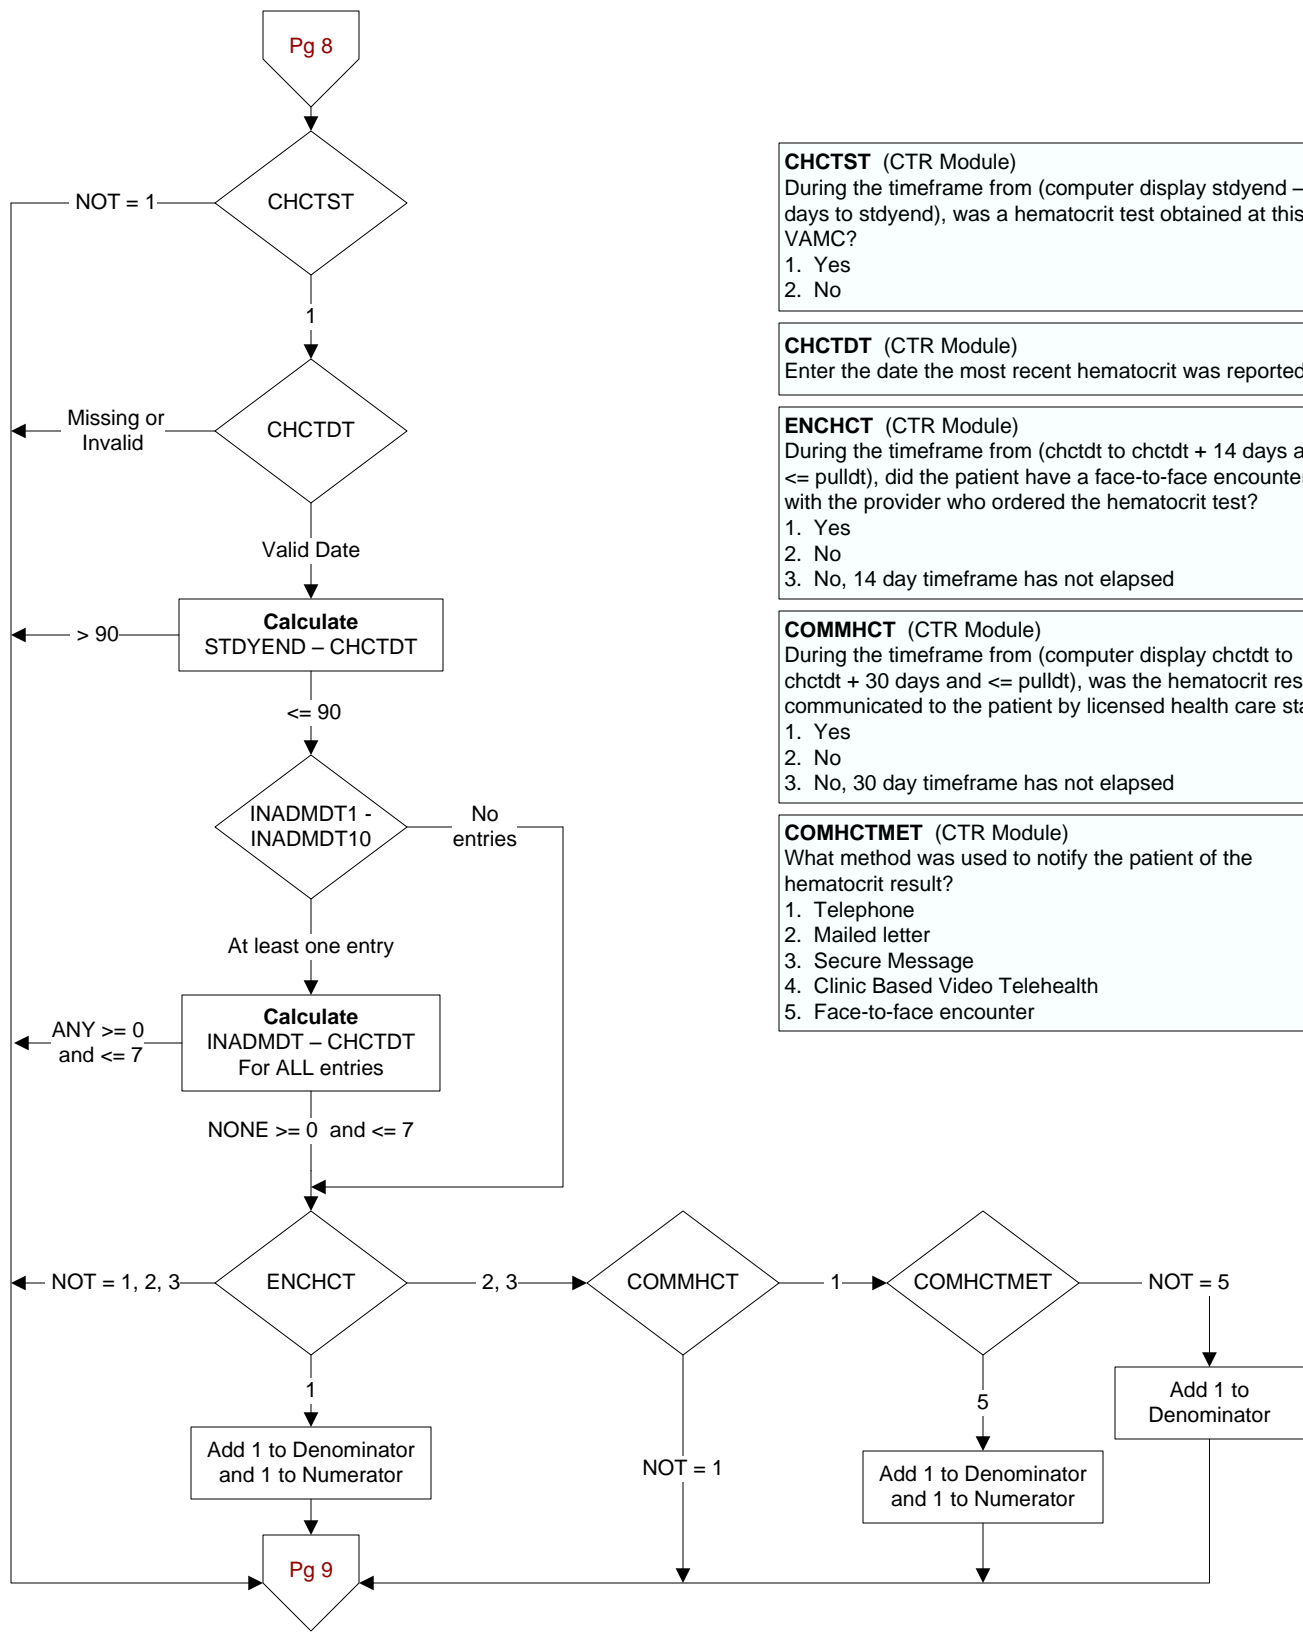 Pg 8
CHCTST
NOT = 1
1
CHCTDT
Missing or
Invalid
Valid Date
Calculate
STDYEND – CHCTDT
> 90
<= 90
INADMDT1 -
INADMDT10
No
entries
At least one entry
Calculate
INADMDT – CHCTDT
For ALL entries
ANY >= 0
and <= 7
NONE >= 0 and <= 7
NOT = 1, 2, 3
ENCHCT
2, 3
COMMHCT
1
COMHCTMET
NOT = 5
1
Add 1 to Denominator
and 1 to Numerator
NOT = 1
5
Add 1 to Denominator
and 1 to Numerator
Add 1 to
Denominator
Pg 9
CHCTST (CTR Module)
During the timeframe from (computer display stdyend –
days to stdyend), was a hematocrit test obtained at this
VAMC?
1. Yes
2. No
CHCTDT (CTR Module)
Enter the date the most recent hematocrit was reported
ENCHCT (CTR Module)
During the timeframe from (chctdt to chctdt + 14 days
<= pulldt), did the patient have a face-to-face encounter
with the provider who ordered the hematocrit test?
1. Yes
2. No
3. No, 14 day timeframe has not elapsed
COMMHCT (CTR Module)
During the timeframe from (computer display chctdt to
chctdt + 30 days and <= pulldt), was the hematocrit
communicated to the patient by licensed health care
1. Yes
2. No
3. No, 30 day timeframe has not elapsed
COMHCTMET (CTR Module)
What method was used to notify the patient of the
hematocrit result?
1. Telephone
2. Mailed letter
3. Secure Message
4. Clinic Based Video Telehealth
5. Face-to-face encounter